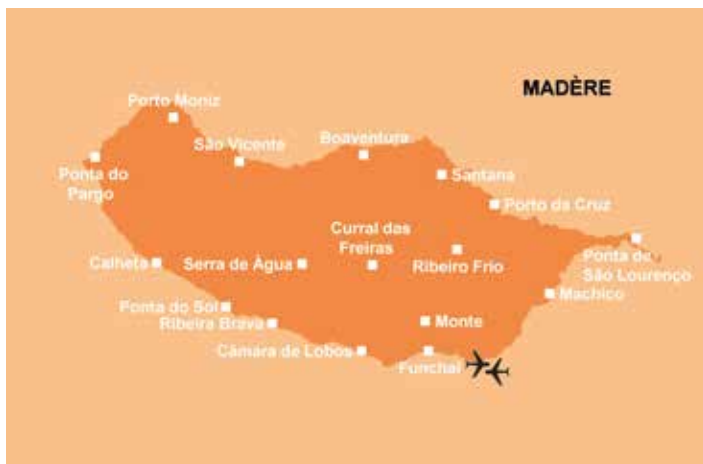 MADÈRE
Porto Moniz
São Vicente
Boaventura
Ponta do
Pargo
Santana
Porto da Cruz
Curral das
Freiras
Calheta
Serra de Àgua
Ribeiro Frio
Ponta de
São Lourenço
Machico
Ponta do Sol
Ribeira Brava
Monte
Câmara de Lobos
Funchal